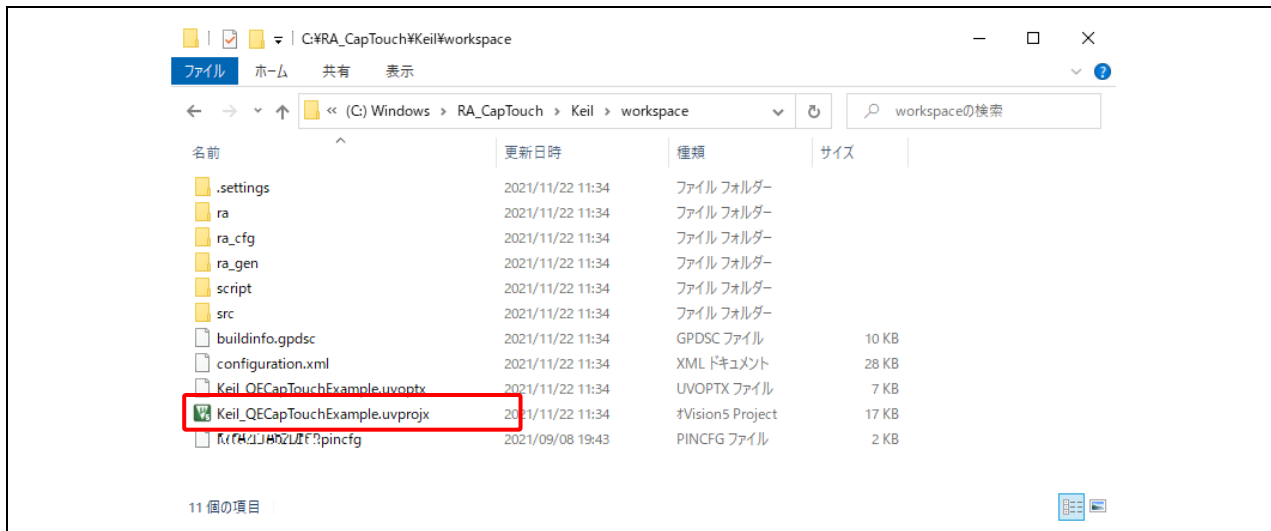 C:¥RA_CapTouch¥Keil¥workspace
ファイル ホーム 共有 表示
« (C:) Windows › RA_CapTouch › Keil › workspace workspaceの検索
名前 更新日時 種類 サイズ
.settings 2021/11/22 11:34 ファイル フォルダー
ra 2021/11/22 11:34 ファイル フォルダー
ra_cfg 2021/11/22 11:34 ファイル フォルダー
ra_gen 2021/11/22 11:34 ファイル フォルダー
script 2021/11/22 11:34 ファイル フォルダー
src 2021/11/22 11:34 ファイル フォルダー
buildinfo.gpdsc 2021/11/22 11:34 GPDSC ファイル 10 KB
configuration.xml 2021/11/22 11:34 XML ドキュメント 28 KB
Keil_QECapTouchExample.uvoptx 2021/11/22 11:34 UVOPTX ファイル 7 KB
Keil_QECapTouchExample.uvprojx 2021/11/22 11:34 Vision5 Project 17 KB
.pincfg 2021/09/08 19:43 PINCFG ファイル 2 KB
11 個の項目